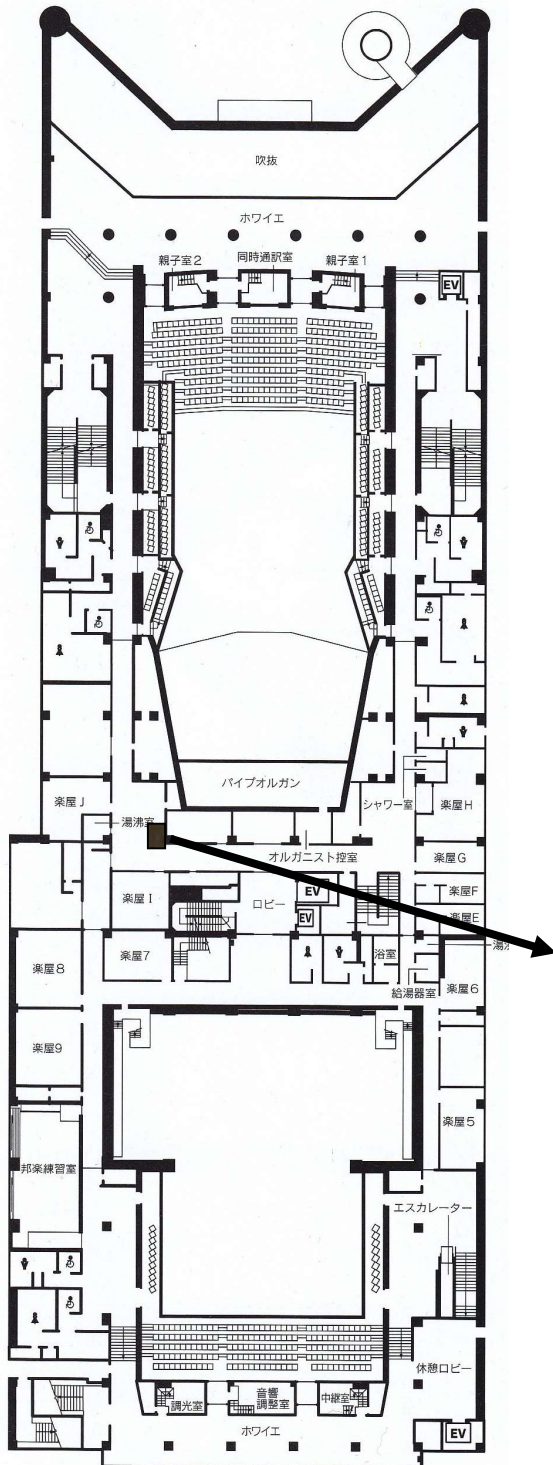 吹抜
ホワイエ
親子室2
同時通訳室
親子室1
EV
パイプオルガン
楽屋J
シャワー室
楽屋H
湯沸室
オルガニスト控室
楽屋G
EV
楽屋F
楽屋I
ロビー
EV
楽屋E
楽屋7
浴室
湯
楽屋8
給湯器室
楽屋6
楽屋9
楽屋5
邦楽練習室
エスカレーター
休憩ロビー
調光室
音響
調整室
中継室
ホワイエ
EV